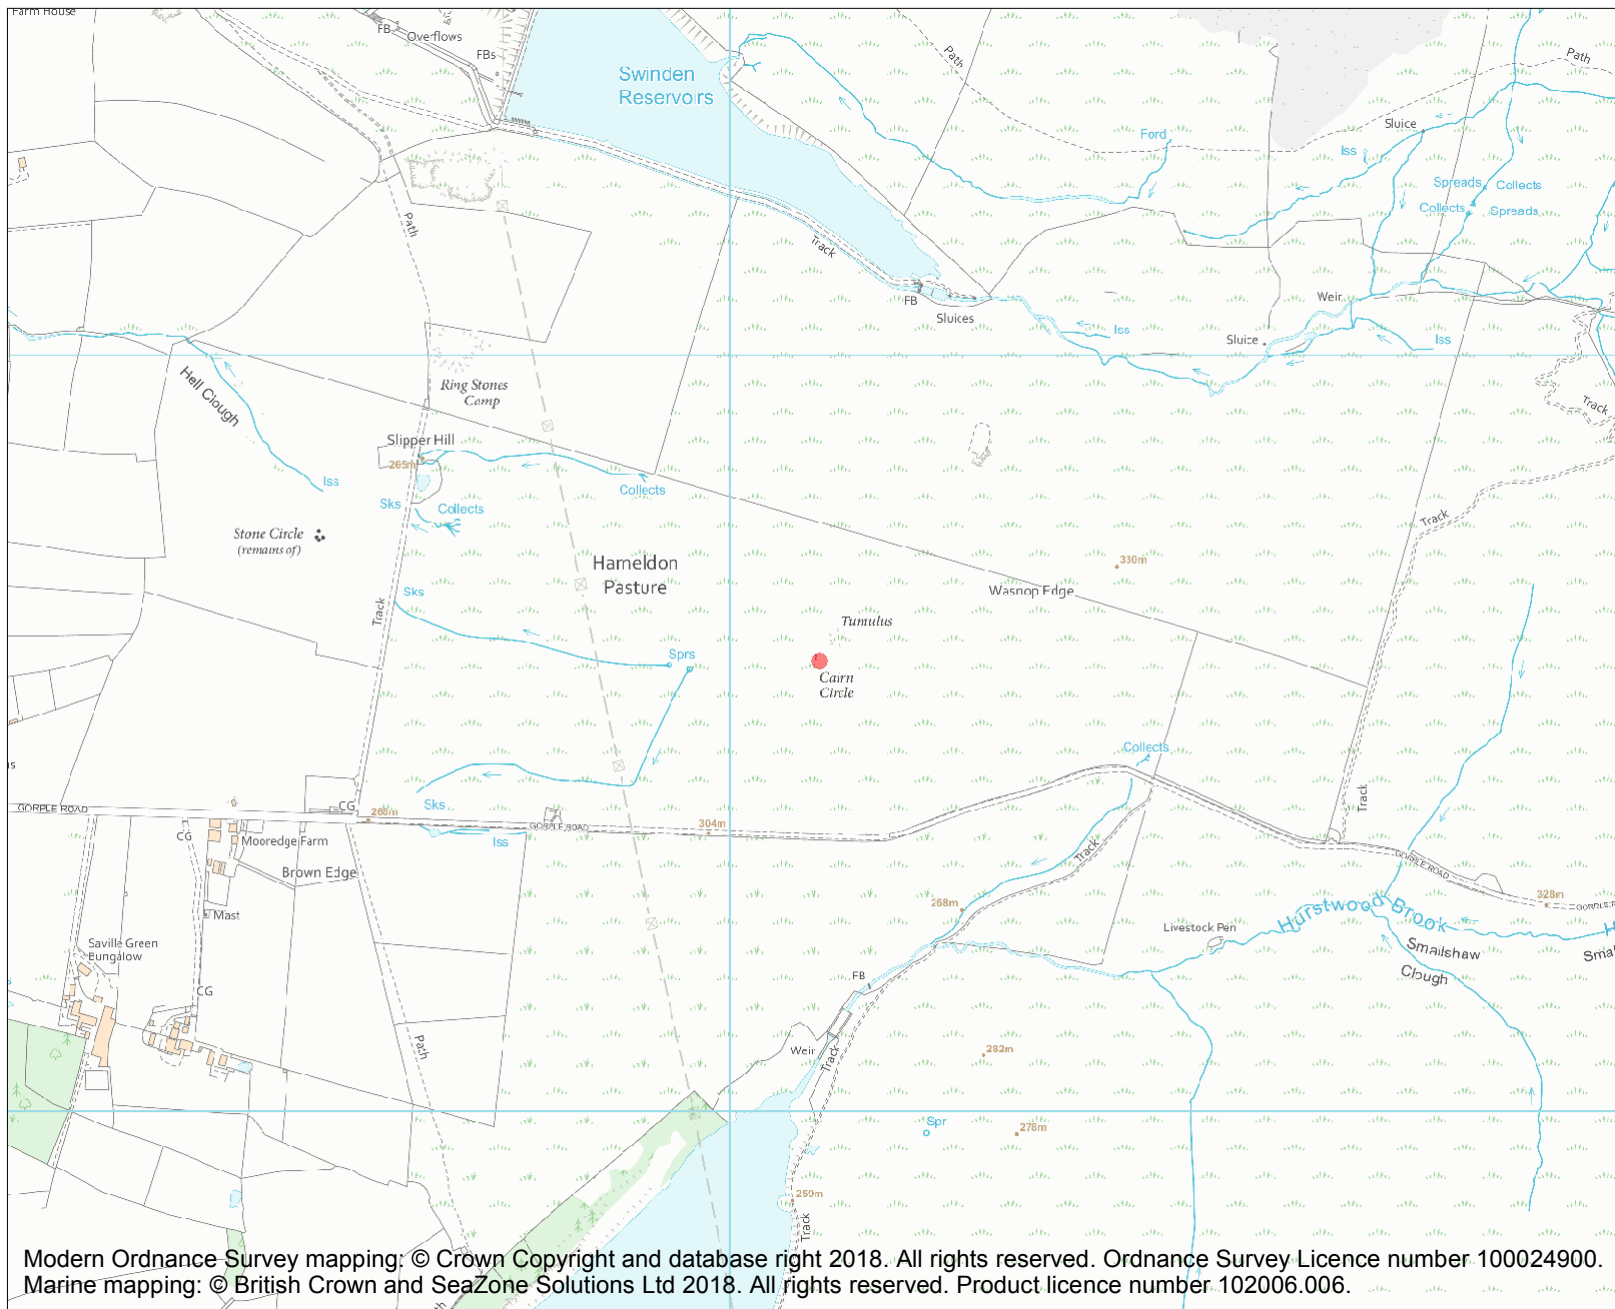 Farm House
FB
Overflows
FBs
Swinden
Reservoirs
Path
Path
Ford
Sluice
Iss
Spreads
Collects
Collects
Spreads
Path
Track
FB
Sluices
Weir
Iss
Sluice
Iss
Hell Clough
Ring Stones
Camp
Track
Slipper Hill
265m
Iss
Sks
Collects
Collects
Stone Circle
(remains of)
Track
Hameldon
Pasture
330m
Wasnop Edge
Sks
Track
Tumulus
Sprs
Cairn
Circle
Collects
Track
GORPLE ROAD
CG
Sks
268m
CG
Mooredge Farm
GORPLE ROAD
304m
Iss
Track
GORPLE ROAD
Brown Edge
328m
268m
Mast
Hurstwood Brook
Livestock Pen
Saville Green
Bungalow
Smailshaw
Clough
FB
CG
Path
Weir
Track
282m
Spr
278m
259m
Track
Modern Ordnance Survey mapping: © Crown Copyright and database right 2018. All rights reserved. Ordnance Survey Licence number 100024900.
Marine mapping: © British Crown and SeaZone Solutions Ltd 2018. All rights reserved. Product licence number 102006.006.